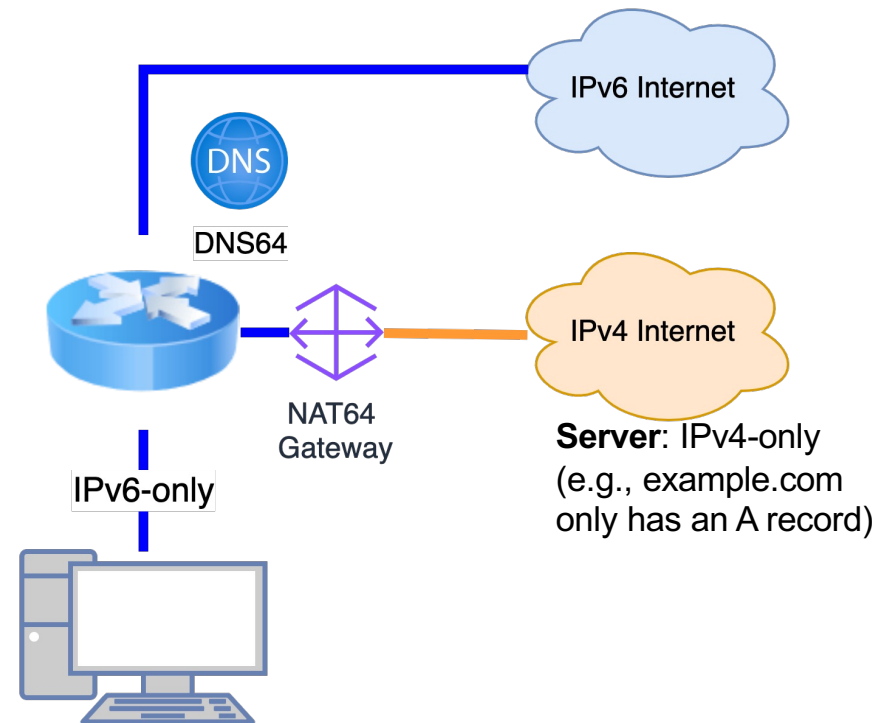 IPv6 Internet
DNS
DNS64
IPv4 Internet
NAT64
Gateway
Server: IPv4-only
(e.g., example.com
only has an A record)
IPv6-only